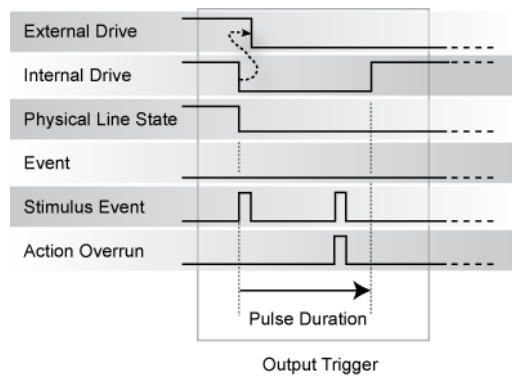 External Drive
Internal Drive
Physical Line State
Event
Stimulus Event
Action Overrun
Pulse Duration
Output Trigger